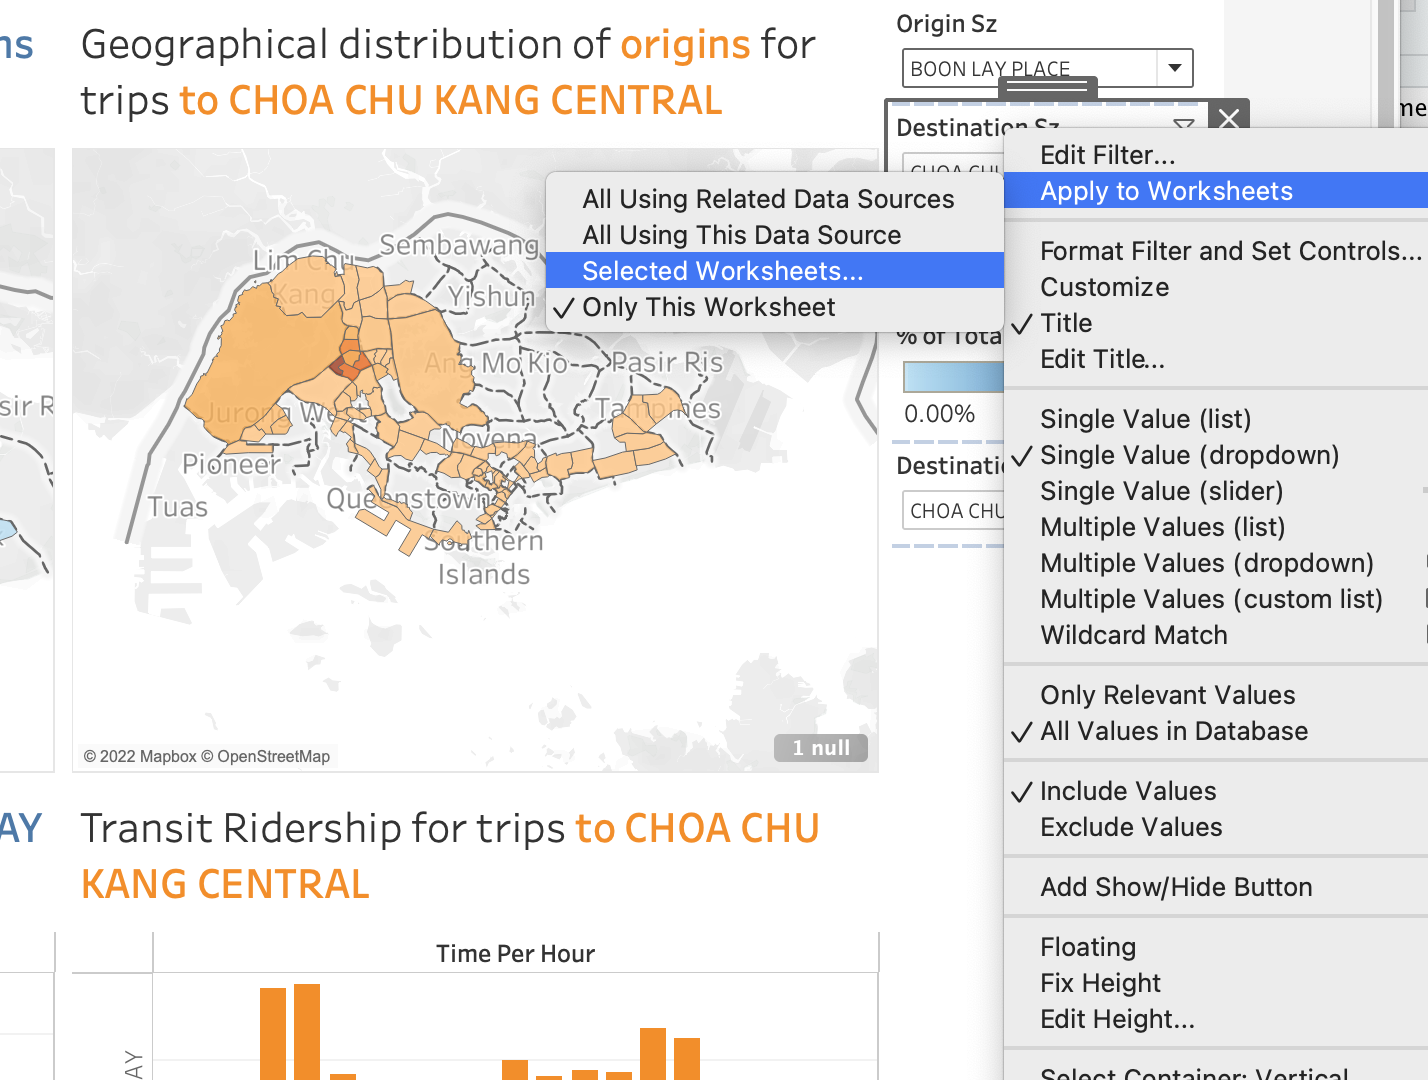 ns
Geographical distribution of origins for
trips to CHOA CHU KANG CENTRAL
Origin Sz
BOON LAY PLACE
Destination Sz
CHOA CHU
Edit Filter...
Apply to Worksheets
Format Filter and Set Controls...
Customize
Title
Edit Title...
Single Value (list)
Single Value (dropdown)
Single Value (slider)
Multiple Values (list)
Multiple Values (dropdown)
Multiple Values (custom list)
Wildcard Match
Only Relevant Values
All Values in Database
Include Values
Exclude Values
Add Show/Hide Button
Floating
Fix Height
Edit Height...
Select Container: Vertical
All Using Related Data Sources
All Using This Data Source
Selected Worksheets...
Only This Worksheet
% of Tota
0.00%
Destinatio
CHOA CHU
me
Sembawang
Lim Chu
Kang
Yishun
Ang Mo Kio
Pasir Ris
sir R
Jurong West
Tampines
Novena
Pioneer
Queenstown
Tuas
Southern
Islands
© 2022 Mapbox © OpenStreetMap
1 null
AY
Transit Ridership for trips to CHOA CHU
KANG CENTRAL
Time Per Hour
AY